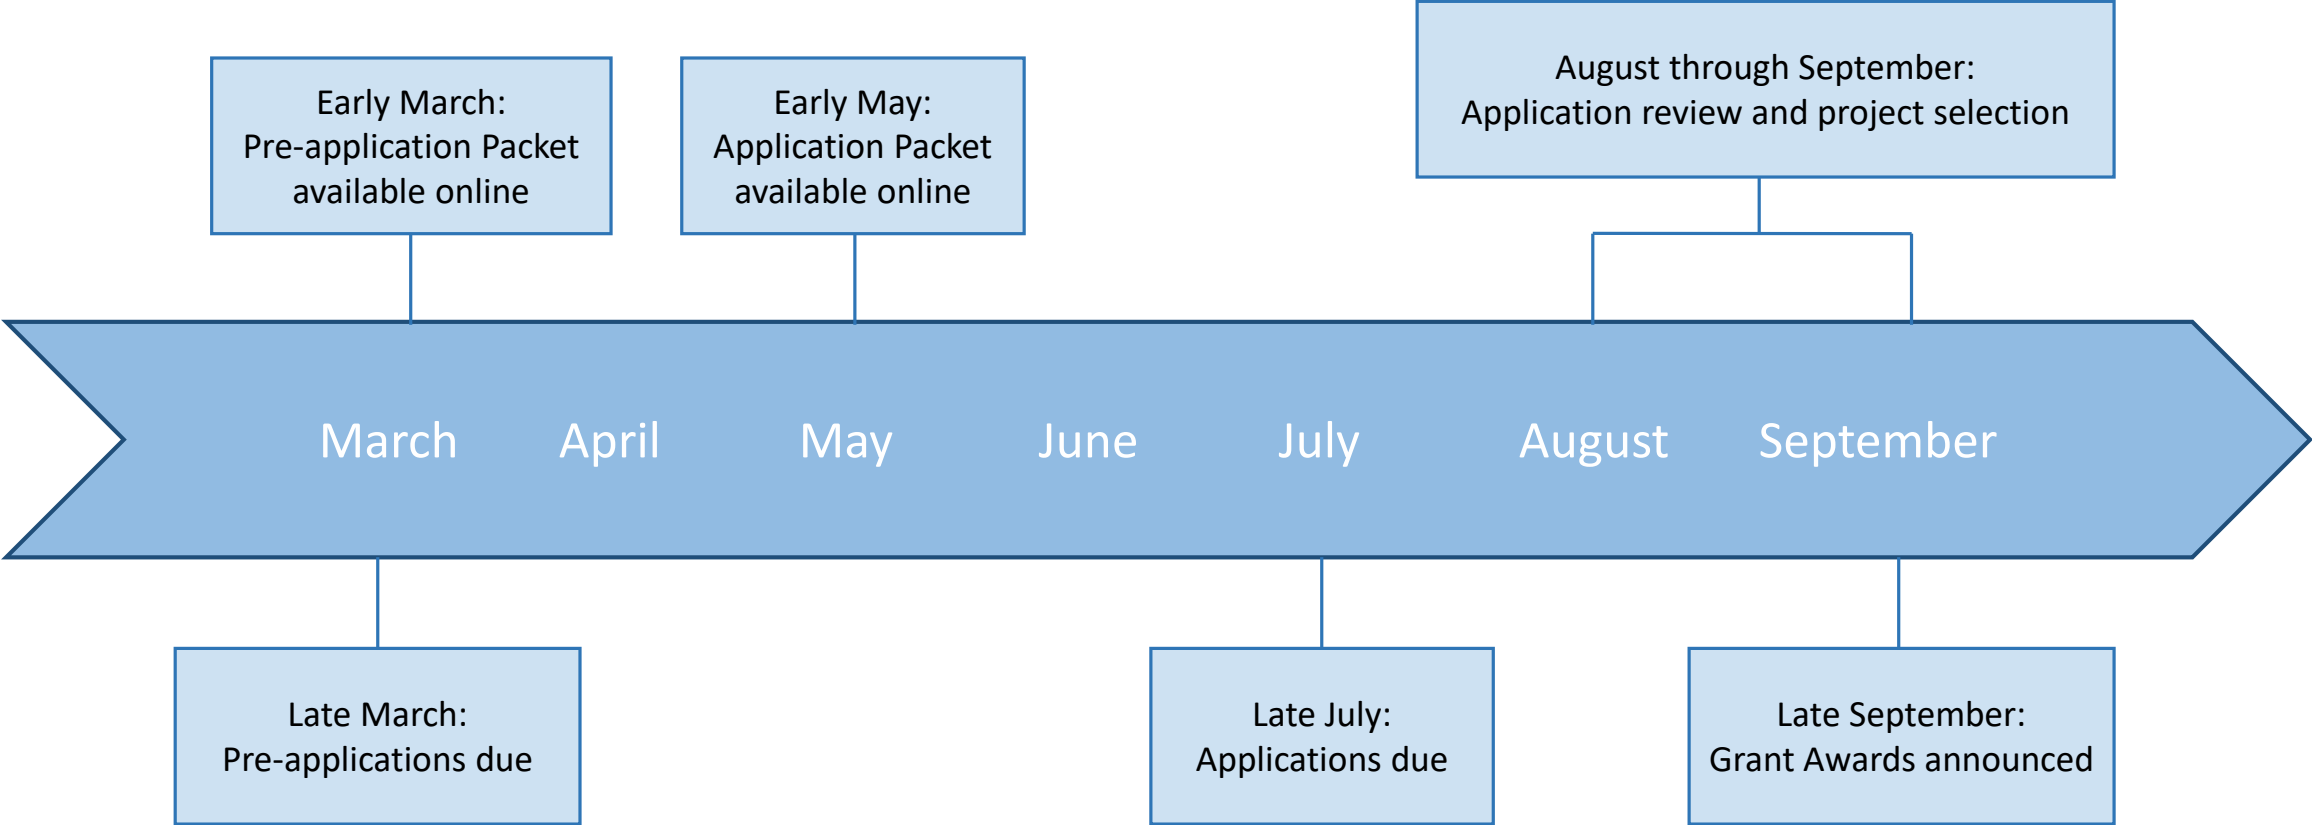 August through September:
Application review and project selection
Early March:
Pre-application Packet
available online
Early May:
Application Packet
available online
March
April
May
June
July
August
September
Late March:
Pre-applications due
Late July:
Applications due
Late September:
Grant Awards announced